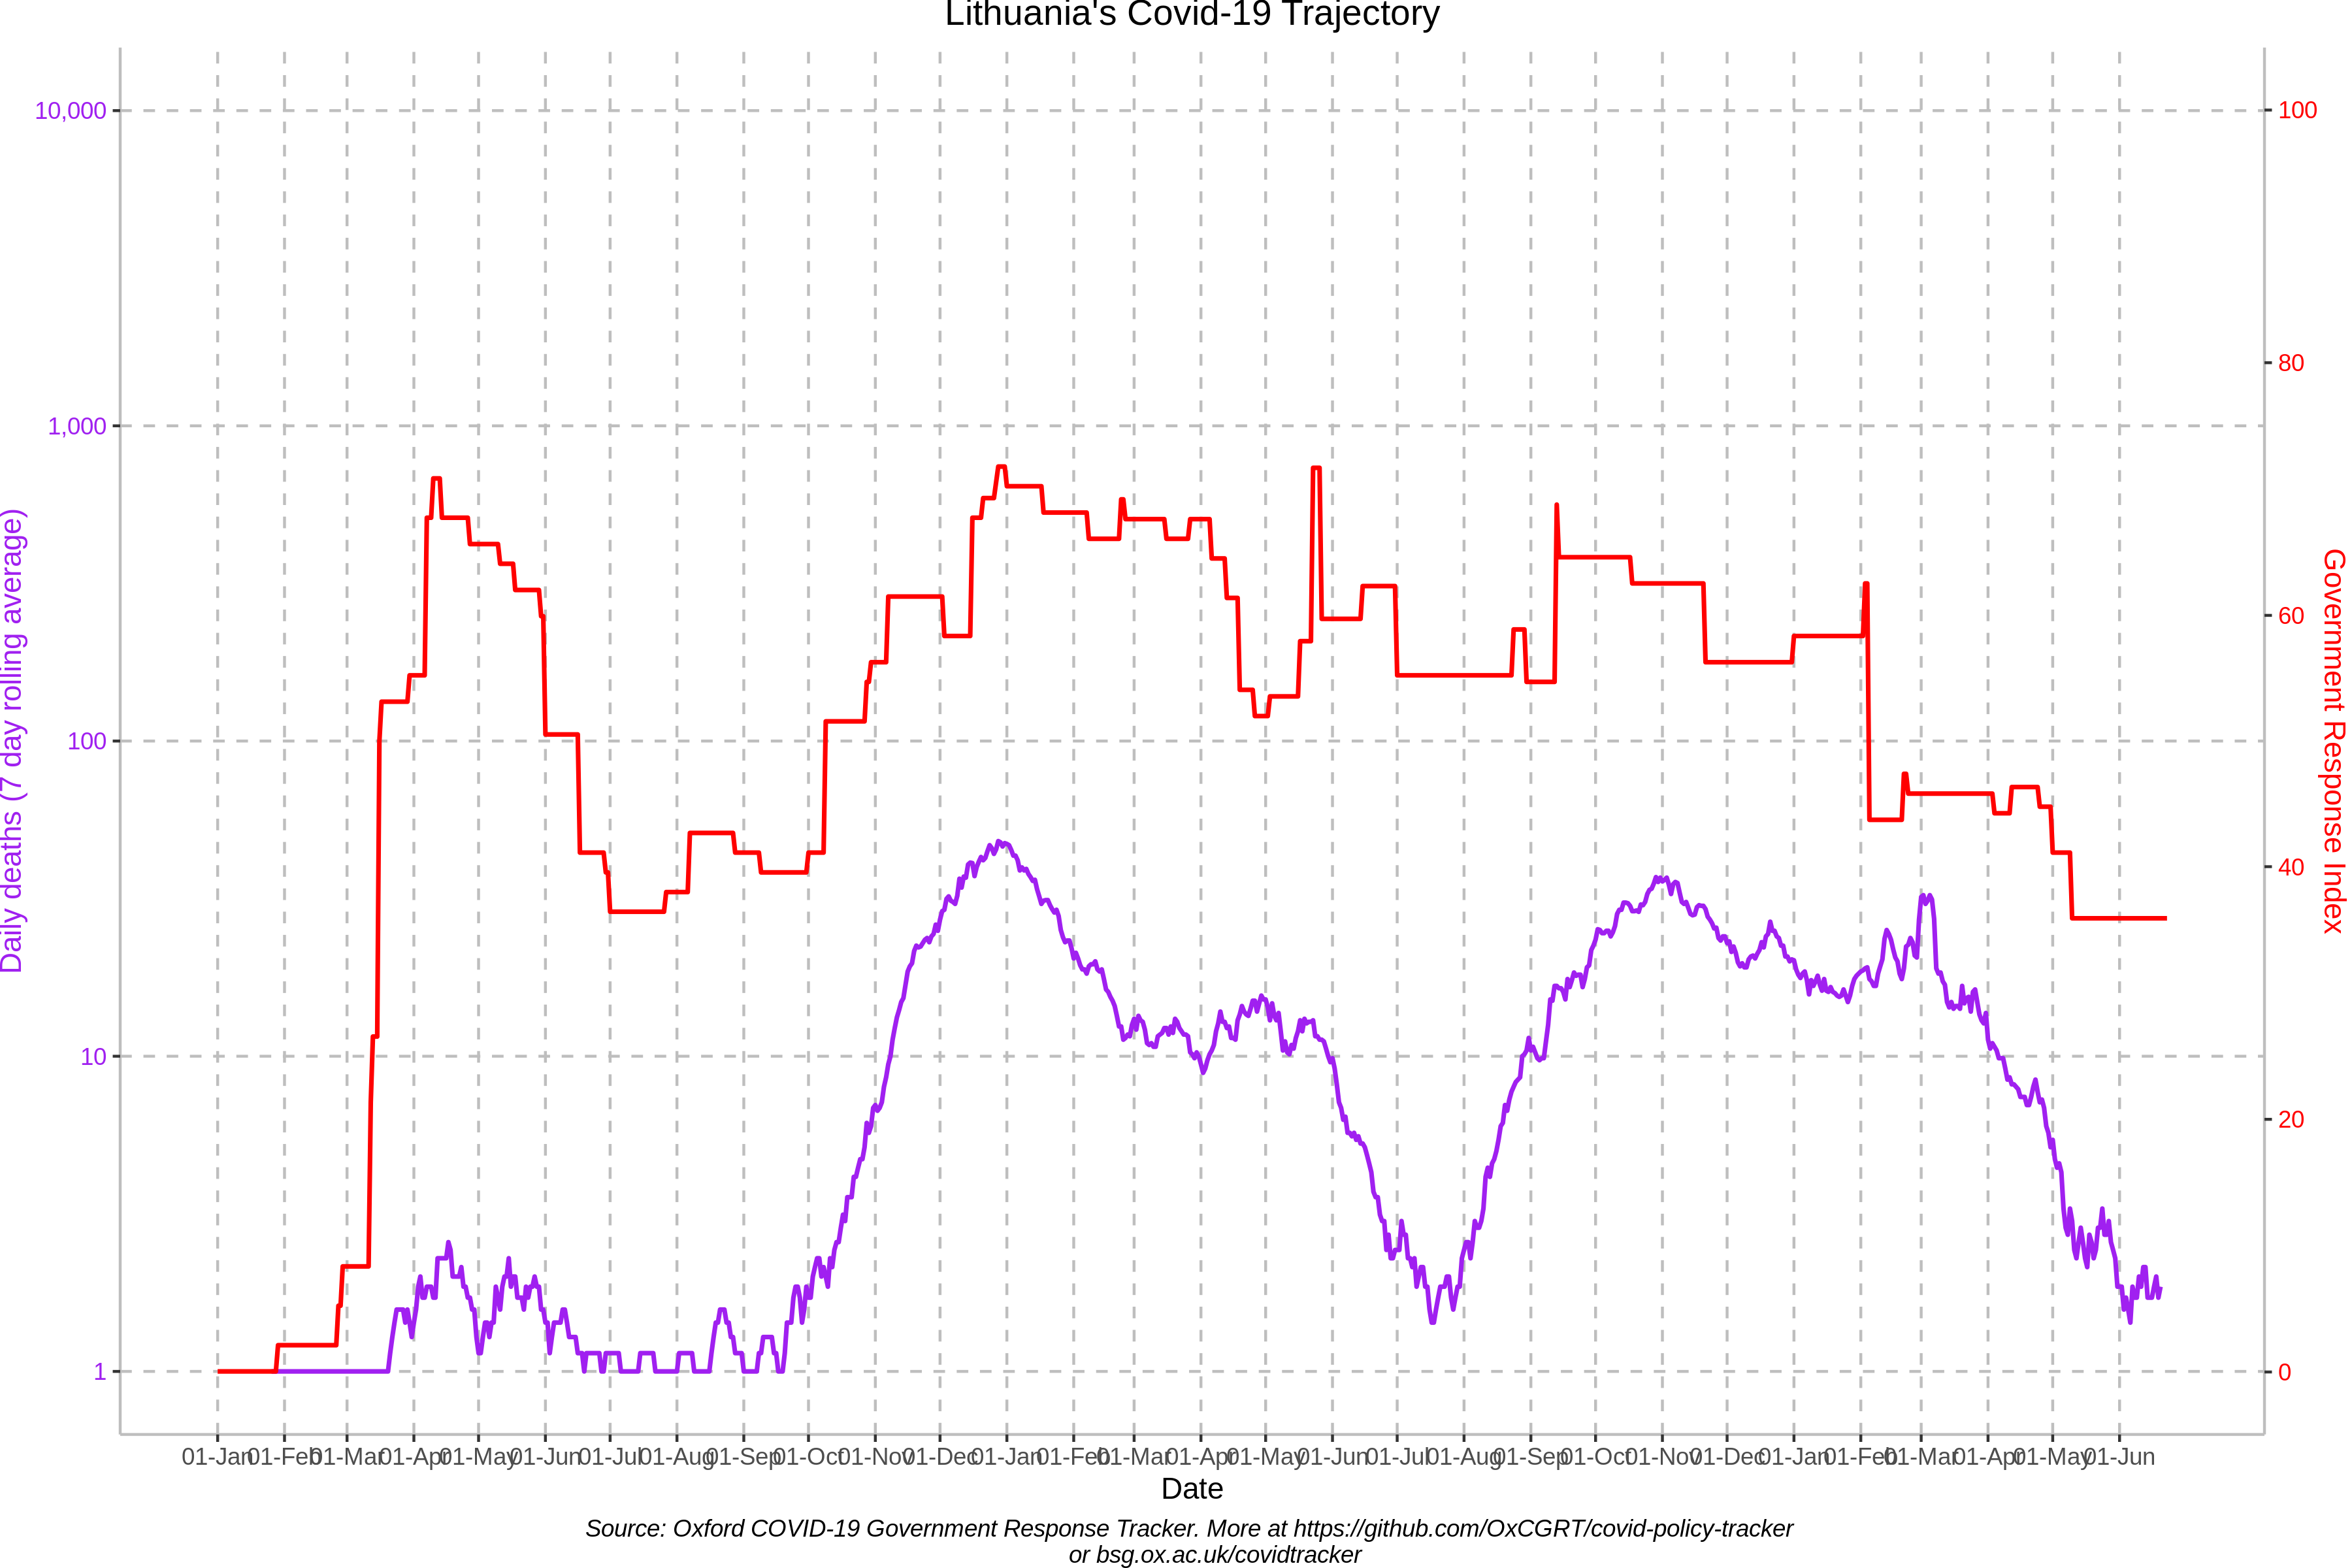 Lithuania's Covid-19 Trajectory
10,000
1,000
100
10
1
Daily deaths (7 day rolling average)
100
80
60
40
20
0
Government Response Index
01-Jan 01-Feb 01-Mar 01-Apr 01-May 01-Jun 01-Jul 01-Aug 01-Sep 01-Oct 01-Nov 01-Dec 01-Jan 01-Feb 01-Mar 01-Apr 01-May 01-Jun 01-Jul 01-Aug 01-Sep 01-Oct 01-Nov 01-Dec 01-Jan 01-Feb 01-Mar 01-Apr 01-May 01-Jun
Date
Source: Oxford COVID-19 Government Response Tracker. More at https://github.com/OxCGRT/covid-policy-tracker
or bsg.ox.ac.uk/covidtracker